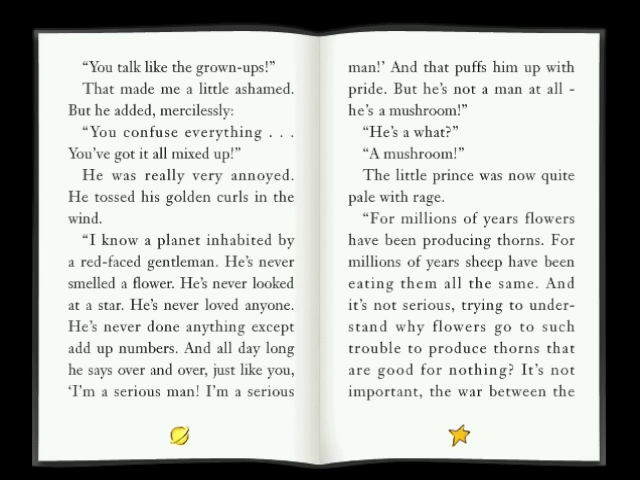 “You talk like the grown-ups!”
That made me a little ashamed.
But he added, mercilessly:
“You confuse everything . . .
You’ve got it all mixed up!”
He was really very annoyed.
He tossed his golden curls in the
wind.
“I know a planet inhabited by
a red-faced gentleman. He’s never
smelled a flower. He’s never looked
at a star. He’s never loved anyone.
He’s never done anything except
add up numbers. And all day long
he says over and over, just like you,
‘I’m a serious man! I’m a serious
man!’ And that puffs him up with
pride. But he’s not a man at all -
he’s a mushroom!”
“He’s a what?”
“A mushroom!”
The little prince was now quite
pale with rage.
“For millions of years flowers
have been producing thorns. For
millions of years sheep have been
eating them all the same. And
it’s not serious, trying to under-
stand why flowers go to such
trouble to produce thorns that
are good for nothing? It’s not
important, the war between the